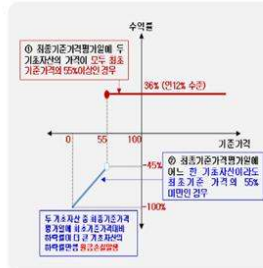 수익률
① 최종기준가격평가일에 두
기초자산의 가격이 모두 최초
기준가격의 55%이상인 경우
36% (연12% 수준)
0 55 100
기준가격
-45%
② 최종기준가격평가일에
어느 한 기초자산이라도
최초기준 가격의 55%
미만인 경우
-100%
두 기초자산 중 최종기준가격
평가일에 최초기준가격대비
하락률이 더 큰 기초자산의
하락률만큼 원금손실발생